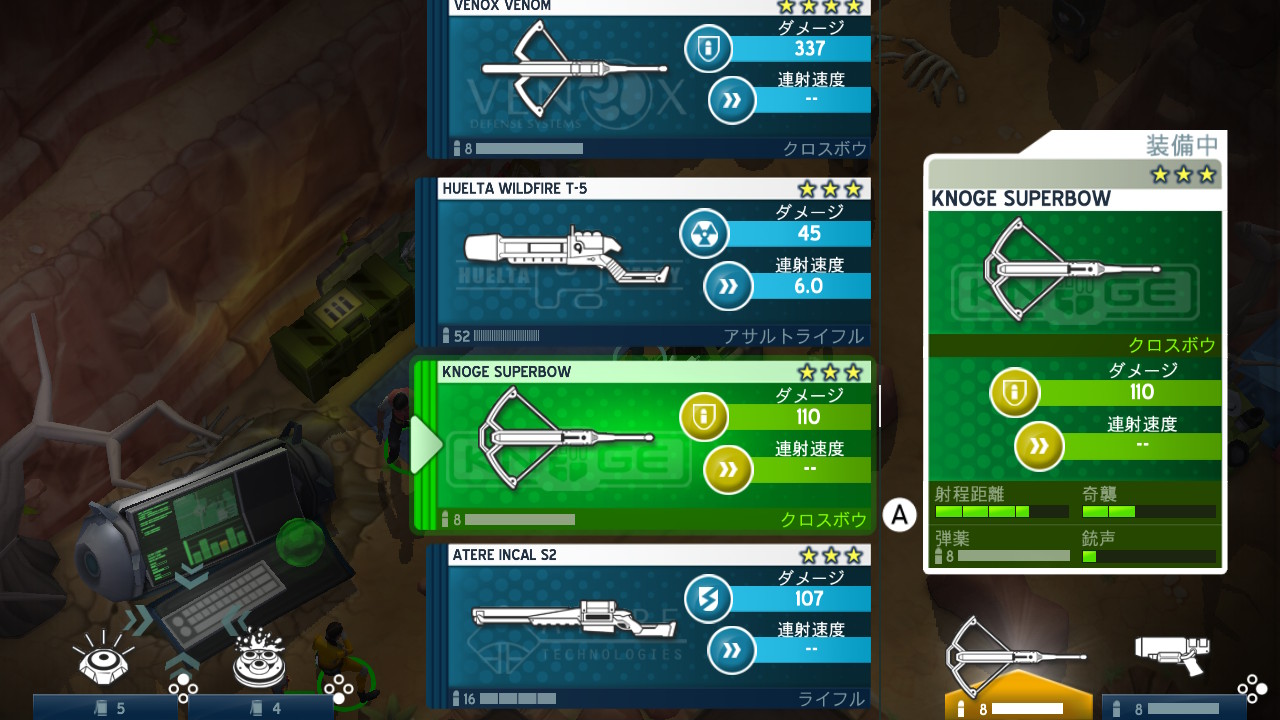 VENOX VENOM
ダメージ
337
連射速度
--
VENOX
DEFENSE SYSTEMS
8
クロスボウ
HUELTA WILDFIRE T-5
ダメージ
45
連射速度
6.0
HUELTA
52
アサルトライフル
KNOGE SUPERBOW
ダメージ
110
連射速度
--
KNOGE
8
クロスボウ
ATERE INCAL S2
ダメージ
107
連射速度
--
TECHNOLOGIES
16
ライフル
装備中
KNOGE SUPERBOW
KNOGE
クロスボウ
ダメージ
110
連射速度
--
射程距離
奇襲
弾薬
銃声
8
A
5
4
8
8